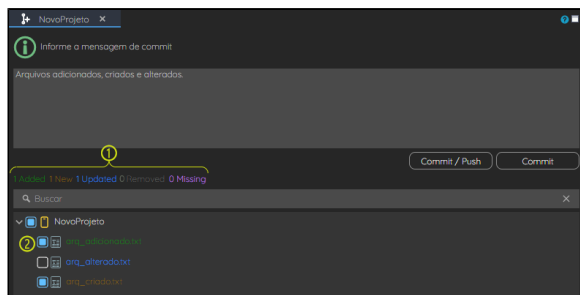 NovoProjeto ×
Informe a mensagem de commit
Arquivos adicionados, criados e alterados.
1
Commit / Push Commit
1 Added 1 New 1 Updated 0 Removed 0 Missing
Buscar ×
NovoProjeto
2 arq_adicionado.txt
arq_alterado.txt
arq_criado.txt